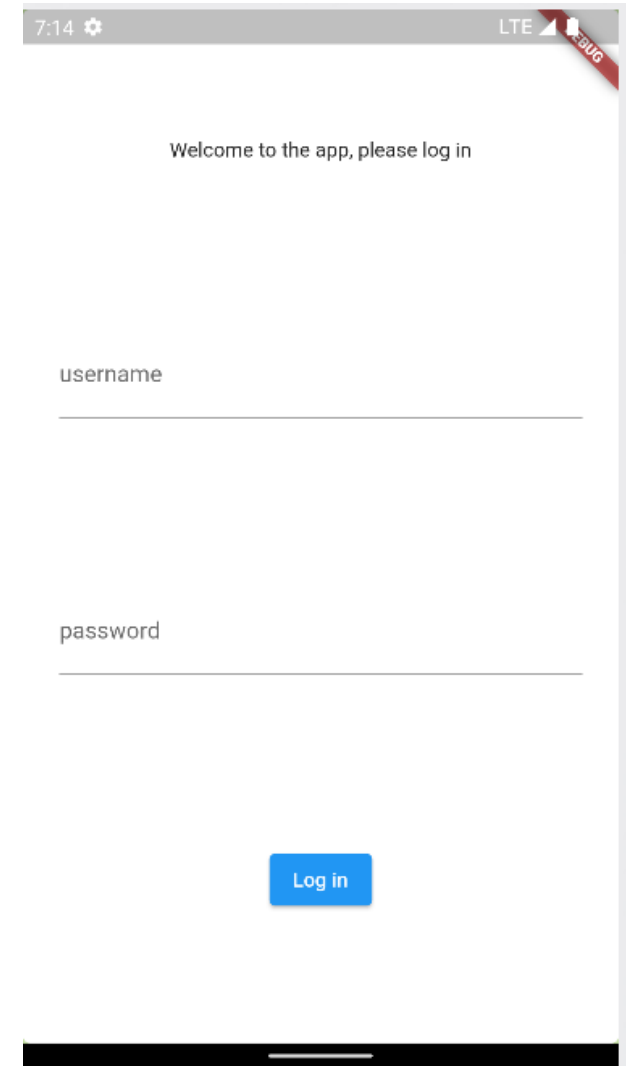 7:14 LTE
DEBUG
Welcome to the app, please log in
username
password
Log in